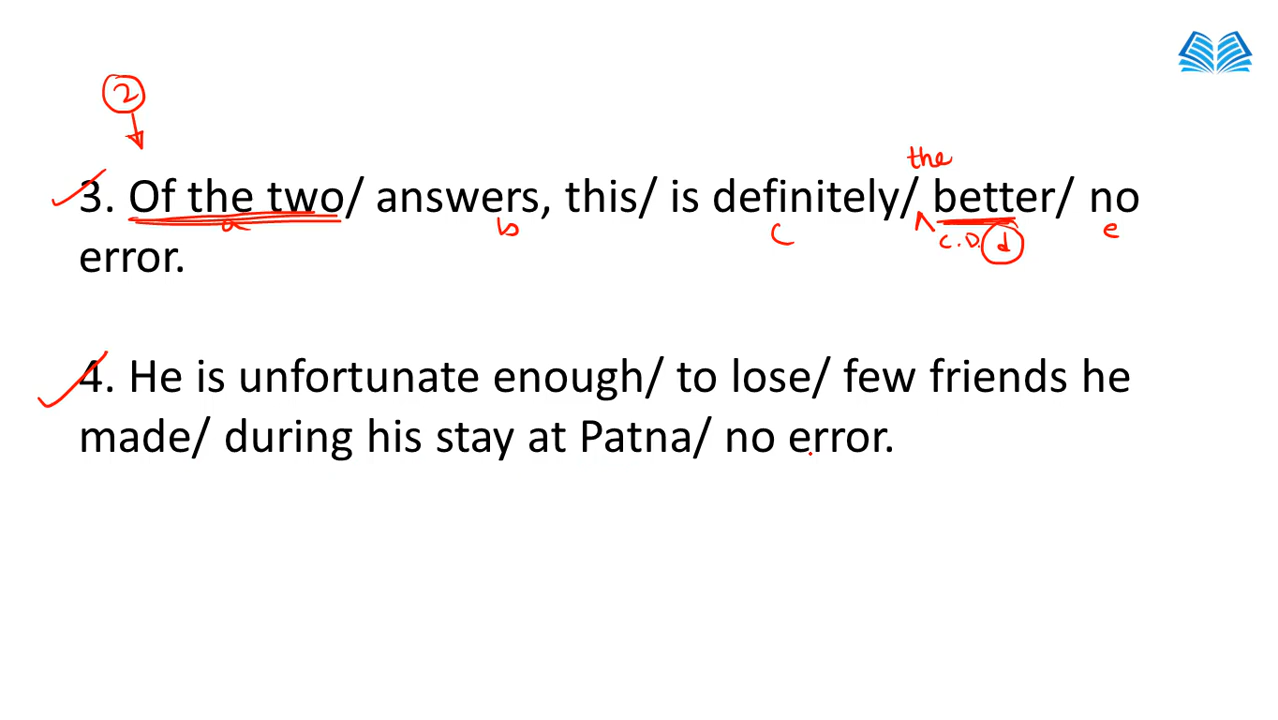 2
the
3. Of the two/ answers, this/ is definitely/ better/ no
a b c C.D. d e
error.
4. He is unfortunate enough/ to lose/ few friends he
made/ during his stay at Patna/ no error.